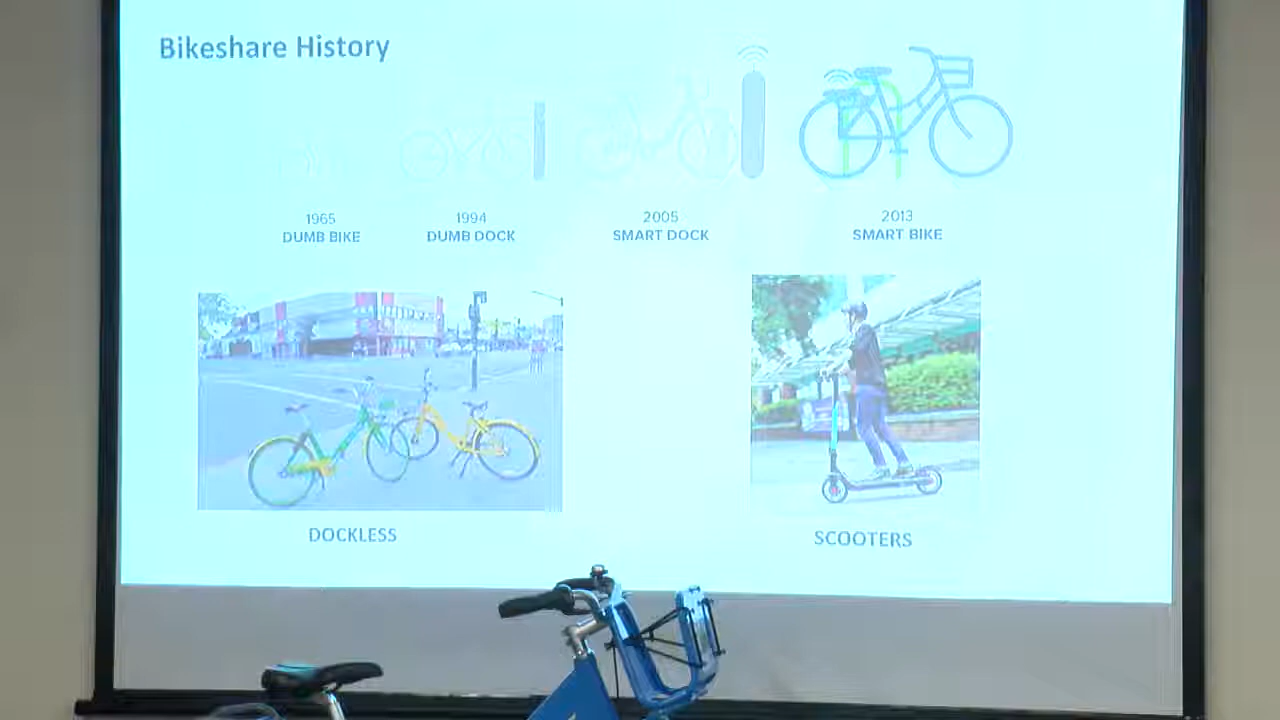 Bikeshare History
1965
DUMB BIKE
1994
DUMB DOCK
2005
SMART DOCK
2013
SMART BIKE
DOCKLESS
SCOOTERS